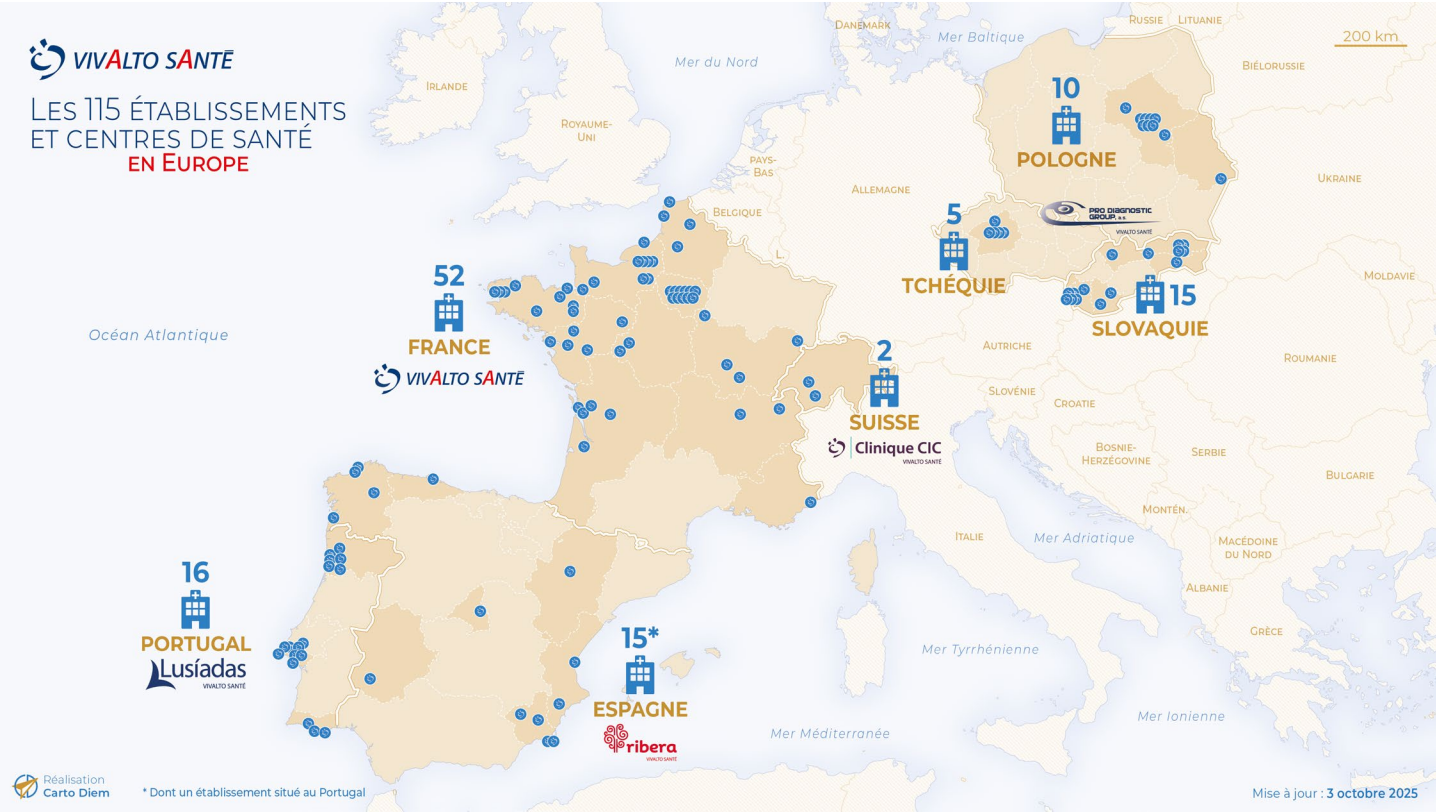 VIVALTO SANTÉ
LES 115 ÉTABLISSEMENTS
ET CENTRES DE SANTÉ
EN EUROPE
DANEMARK
RUSSIE
LITUANIE
Mer Baltique
200 km
Mer du Nord
BIÉLORUSSIE
IRLANDE
10
POLOGNE
ROYAUME-
UNI
PAYS-
BAS
ALLEMAGNE
UKRAINE
BELGIQUE
5
TCHÉQUIE
PRO DIAGNOSTIC
GROUP, a.s.
VIVALTO SANTÉ
L.
52
FRANCE
VIVALTO SANTÉ
MOLDAVIE
15
SLOVAQUIE
Océan Atlantique
AUTRICHE
ROUMANIE
2
SUISSE
Clinique CIC
VIVALTO SANTÉ
SLOVÉNIE
CROATIE
BOSNIE-
HERZÉGOVINE
SERBIE
BULGARIE
MONTÉN.
ITALIE
Mer Adriatique
MACÉDOINE
DU NORD
ALBANIE
16
PORTUGAL
Lusíadas
VIVALTO SANTÉ
GRÈCE
15*
ESPAGNE
ribera
VIVALTO SANTÉ
Mer Tyrrhénienne
Mer Ionienne
Mer Méditerranée
Réalisation
Carto Diem
* Dont un établissement situé au Portugal
Mise à jour : 3 octobre 2025